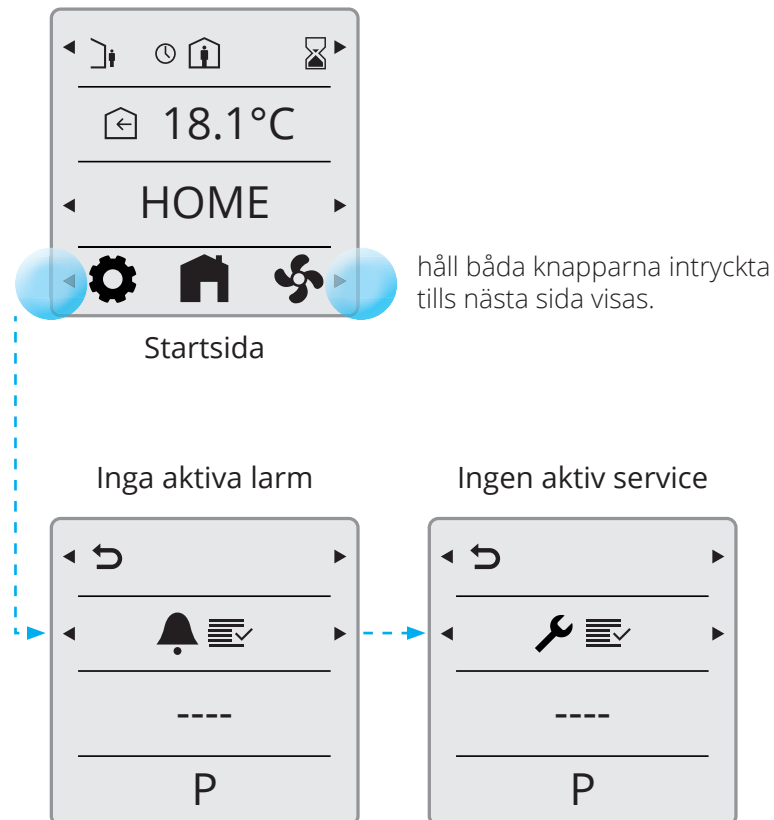 18.1°C
HOME
håll båda knapparna intryckta
tills nästa sida visas.
Startsida
Inga aktiva larm
Ingen aktiv service
----
----
P
P